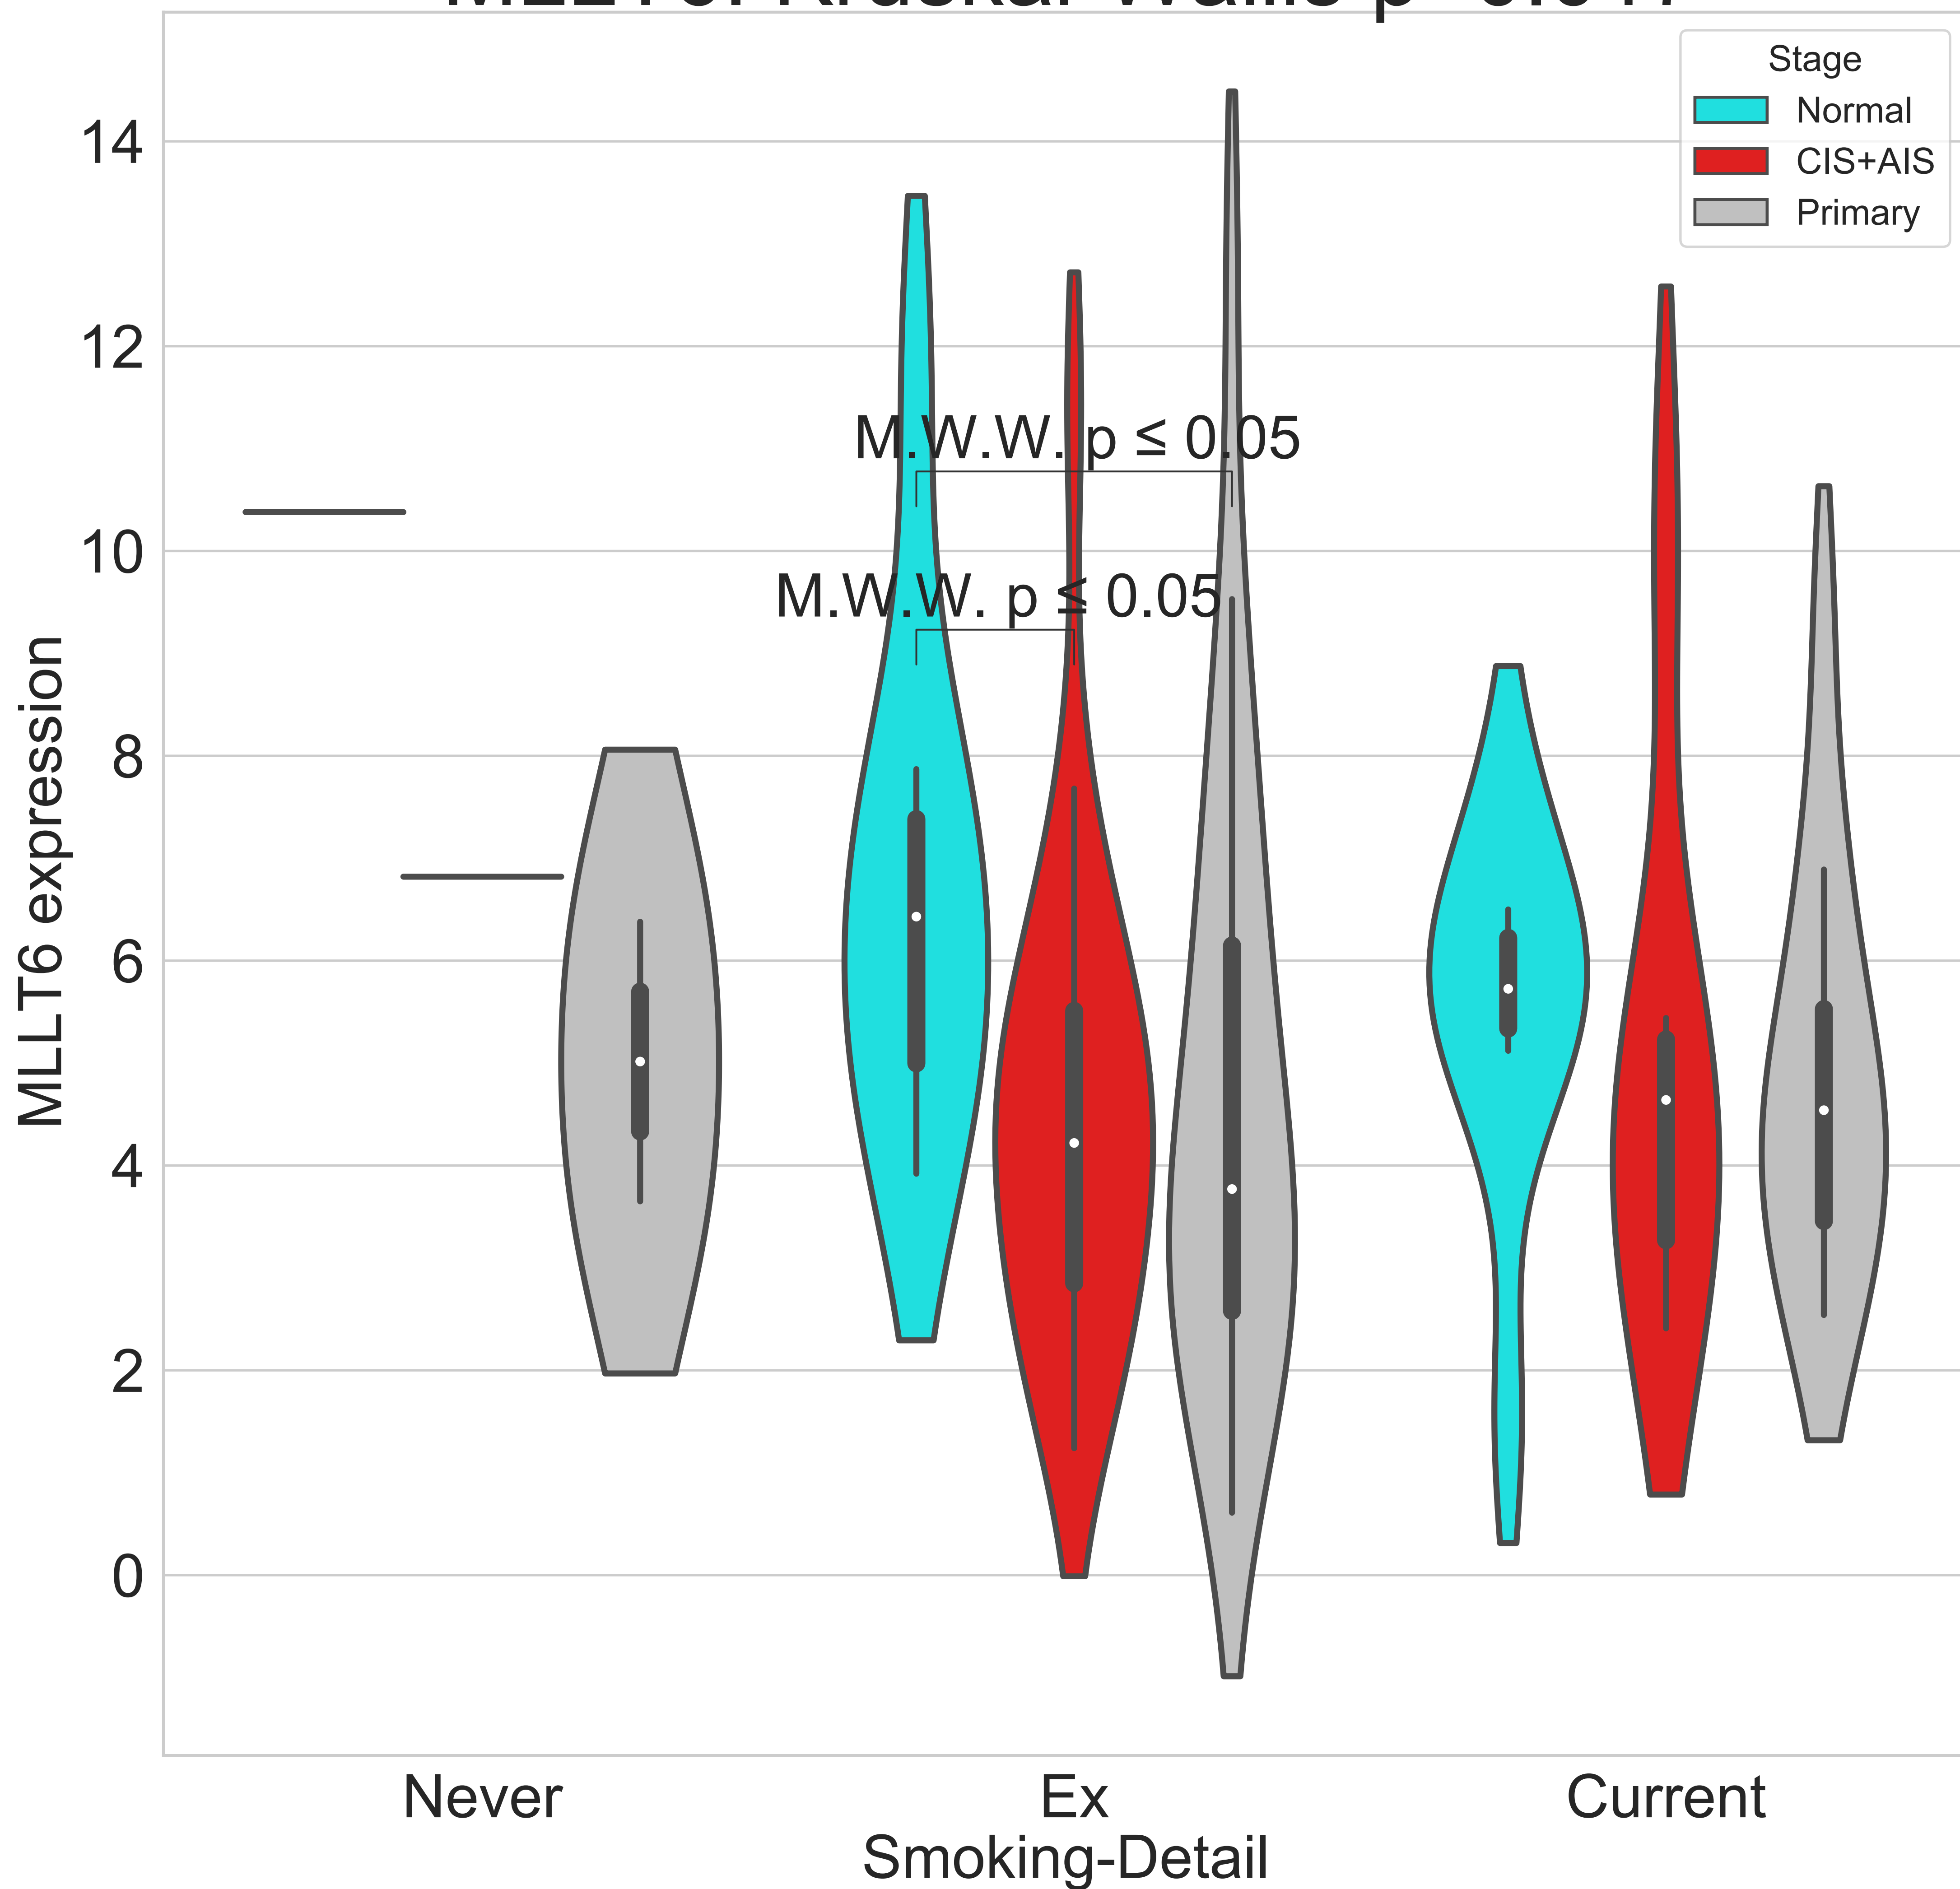 Stage
Normal
CIS+AIS
Primary
14
12
10
8
6
4
2
0
MLLT6 expression
M.W.W. p ≤ 0.05
M.W.W. p ≤ 0.05
Never
Ex
Current
Smoking-Detail